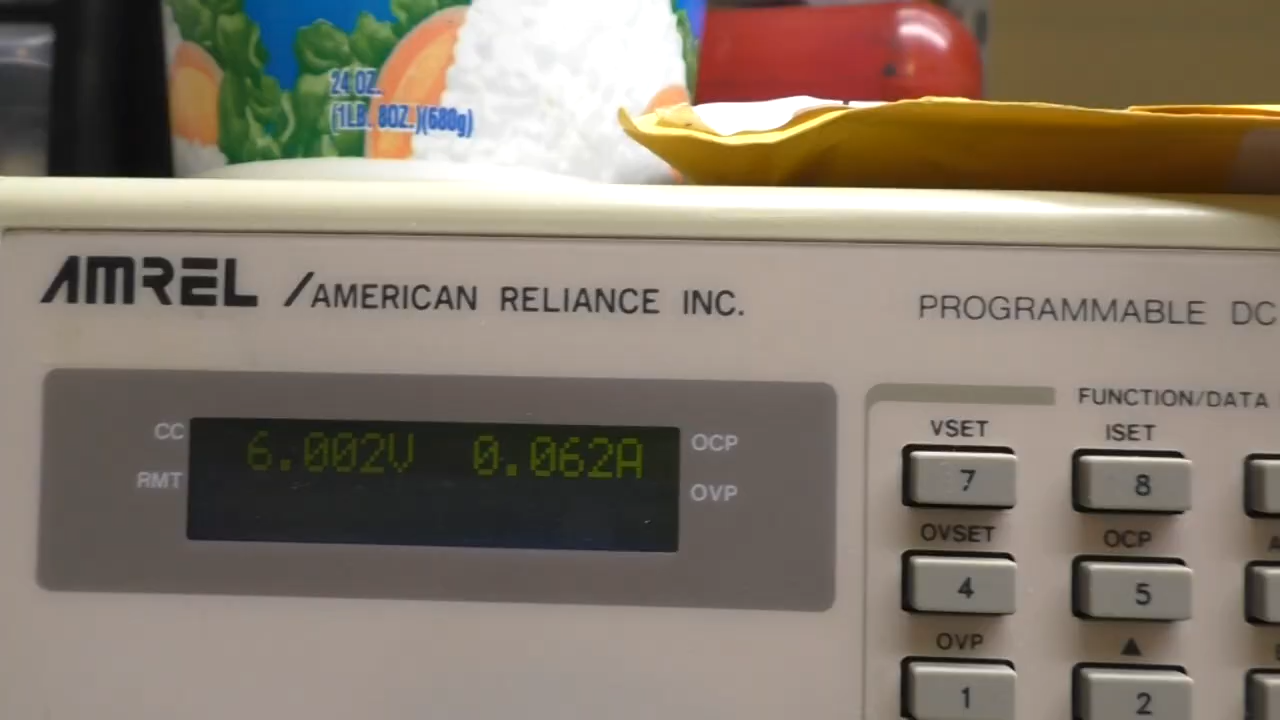 24 OZ.
(1LB. 8OZ.)(680g)
AMREL /AMERICAN RELIANCE INC.
PROGRAMMABLE DC
FUNCTION/DATA
CC
6.002V 0.062A
OCP
RMT
OVP
VSET
ISET
7
8
OVSET
OCP
4
5
OVP
▲
1
2